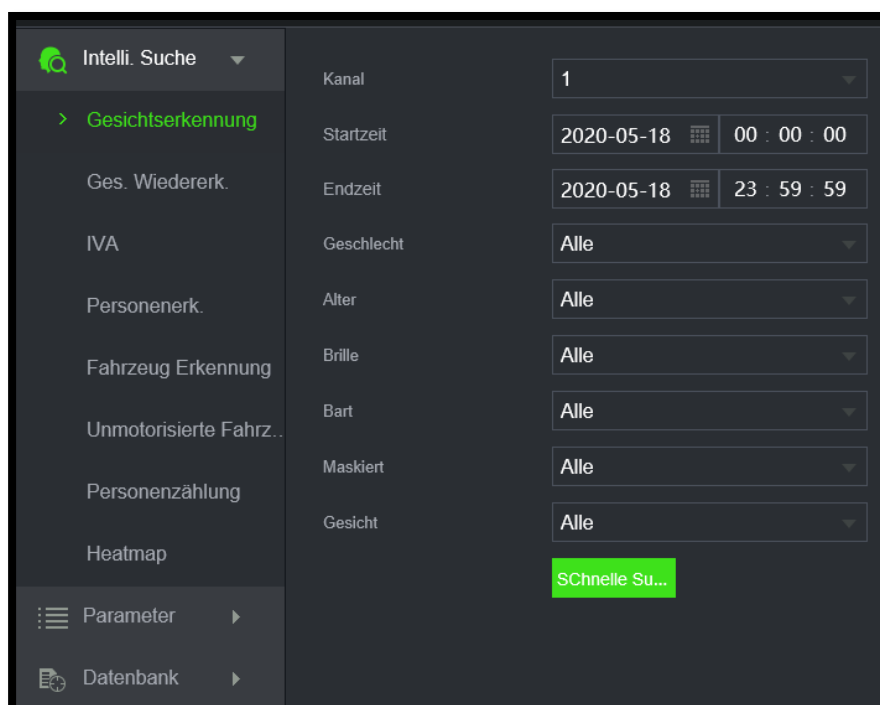 Intelli. Suche
Gesichtserkennung
Ges. Wiedererk.
IVA
Personenerk.
Fahrzeug Erkennung
Unmotorisierte Fahrz..
Personenzählung
Heatmap
Parameter
Datenbank
Kanal 1
Startzeit 2020-05-18 00 : 00 : 00
Endzeit 2020-05-18 23 : 59 : 59
Geschlecht Alle
Alter Alle
Brille Alle
Bart Alle
Maskiert Alle
Gesicht Alle
SChnelle Su...